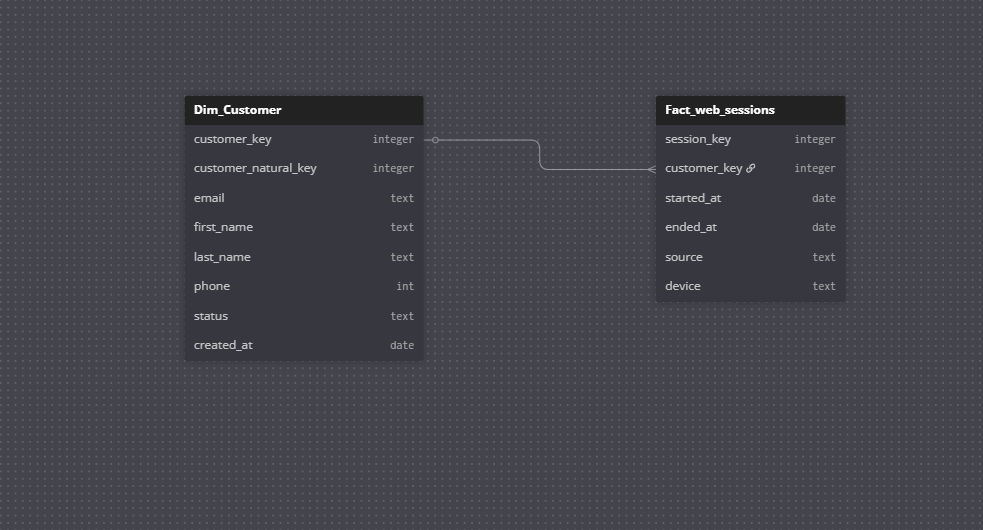 Dim_Customer
customer_key integer
customer_natural_key integer
email text
first_name text
last_name text
phone int
status text
created_at date
Fact_web_sessions
session_key integer
customer_key integer
started_at date
ended_at date
source text
device text